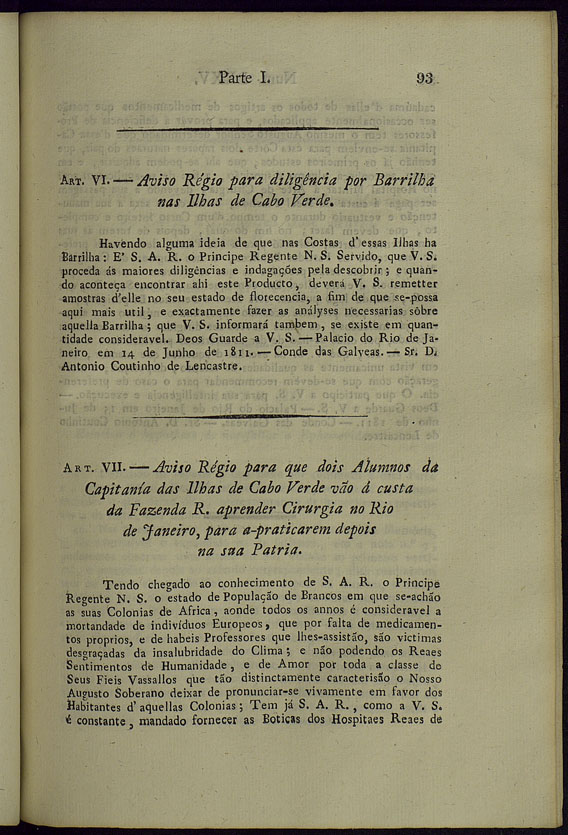 Parte I. 93
ART. VI. — Aviso Régio para diligência por Barrilha
nas Ilhas de Cabo Verde.
Havendo alguma ideia de que nas Costas d'essas Ilhas ha
Barrilha: E' S. A. R. o Principe Regente N. S. Servido, que V. S.
proceda ás maiores diligências e indagações pela descobrir; e quan-
do aconteça encontrar ahi este Producto, deverá V. S. remetter
amostras d'elle no seu estado de florecencia, a fim de que se-possa
aqui mais util, e exactamente fazer as análÿses necessarias sôbre
aquella Barrilha; que V. S. informará tambem, se existe em quan-
tidade consideravel. Deos Guarde a V. S. — Palacio do Rio de Ja-
neiro em 14 de Junho de 1811. — Conde das Galveas. — Sr. D.
Antonio Coutinho de Lencastre.
ART. VII. — Aviso Régio para que dois Alumnos da
Capitanía das Ilhas de Cabo Verde vão á custa
da Fazenda R. aprender Cirurgia no Rio
de Janeiro, para a-praticarem depois
na sua Patria.
Tendo chegado ao conhecimento de S. A. R. o Principe
Regente N. S. o estado de População de Brancos em que se-achão
as suas Colonias de Africa, aonde todos os annos é consideravel a
mortandade de indivíduos Europeos, que por falta de medicamen-
tos proprios, e de habeis Professores que lhes-assistão, são victimas
desgraçadas da insalubridade do Clima; e não podendo os Reaes
Sentimentos de Humanidade, e de Amor por toda a classe de
Seus Fieis Vassallos que tão distinctamente caracterisão o Nosso
Augusto Soberano deixar de pronunciar-se vivamente em favor dos
Habitantes d'aquellas Colonias; Tem já S. A. R., como a V. S.
é constante, mandado fornecer as Boticas dos Hospitaes Reaes de